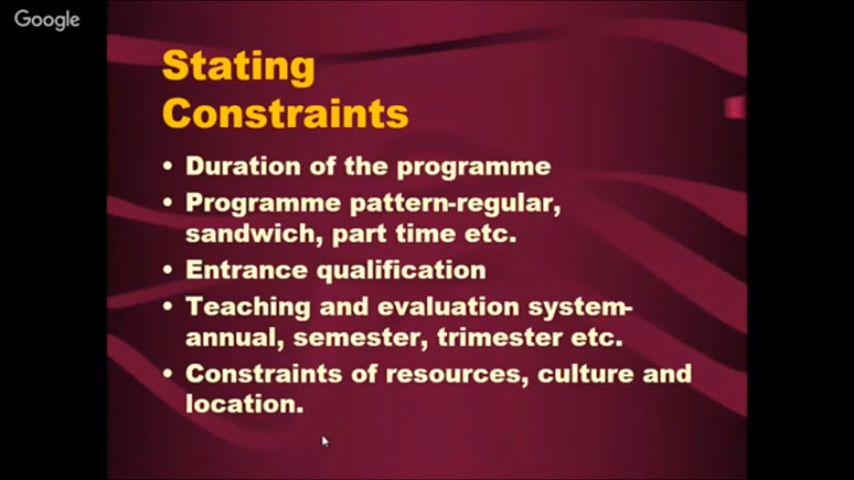 Google
Stating
Constraints
• Duration of the programme
• Programme pattern-regular,
sandwich, part time etc.
• Entrance qualification
• Teaching and evaluation system-
annual, semester, trimester etc.
• Constraints of resources, culture and
location.